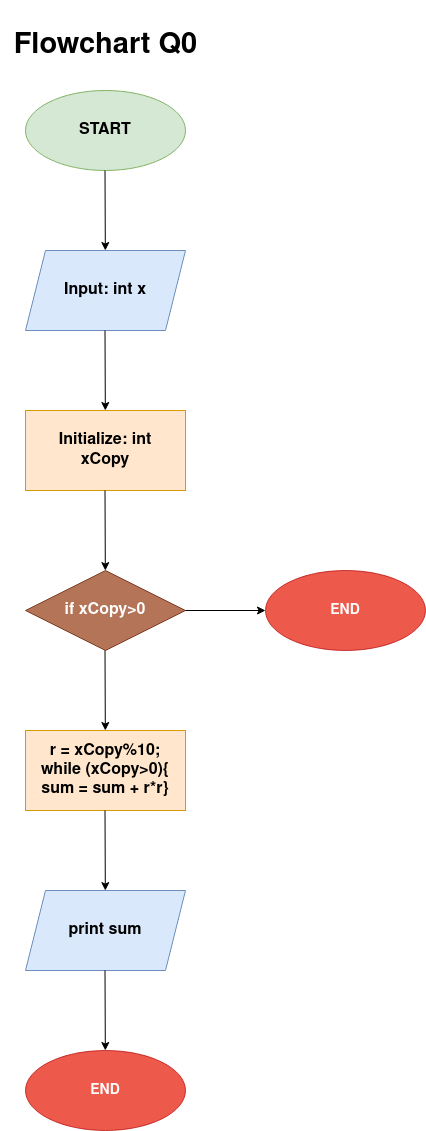 Flowchart Q0
START
Input: int x
Initialize: int
xCopy
if xCopy>0
END
r = xCopy%10;
while (xCopy>0){
sum = sum + r*r}
print sum
END